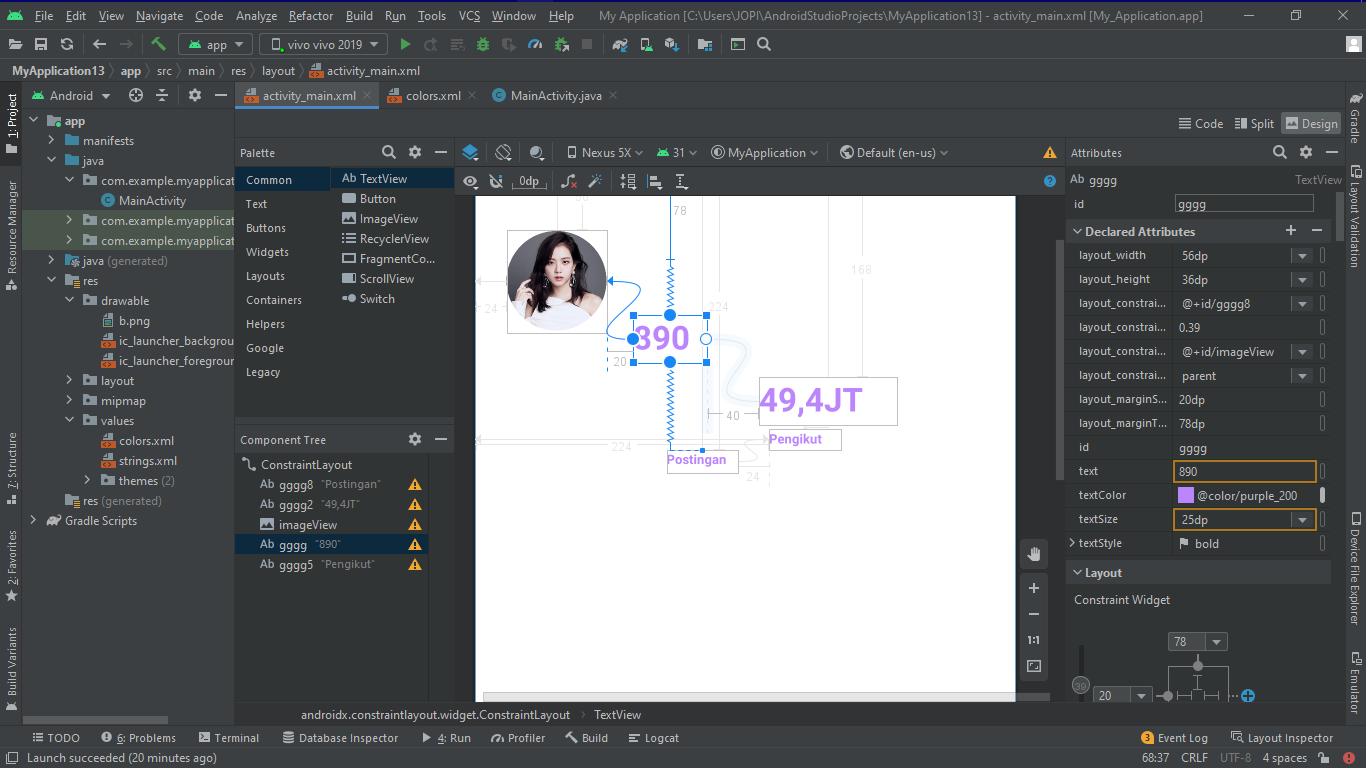 File Edit View Navigate Code Analyze Refactor Build Run Tools VCS Window Help My Application [C:\Users\JOPI\AndroidStudioProjects\MyApplication13] - activity_main.xml [My_Application.app]
app vivo vivo 2019
MyApplication13 app src main res layout activity_main.xml
Android activity_main.xml colors.xml MainActivity.java
Code Split Design
1: Project
Resource Manager
7: Structure
2: Favorites
Build Variants
app
manifests
java
com.example.myapplicat
MainActivity
com.example.myapplicat
com.example.myapplicat
java (generated)
res
drawable
b.png
ic_launcher_backgrou
ic_launcher_foregrour
layout
mipmap
values
colors.xml
strings.xml
themes (2)
res (generated)
Gradle Scripts
Palette
Common
Text
Buttons
Widgets
Layouts
Containers
Helpers
Google
Legacy
Ab TextView
Button
ImageView
RecyclerView
FragmentCo...
ScrollView
Switch
Component Tree
ConstraintLayout
Ab gggg8 "Postingan"
Ab gggg2 "49,4JT"
imageView
Ab gggg "890"
Ab gggg5 "Pengikut"
Nexus 5X 31 MyApplication Default (en-us)
0dp
78
168
24
224
890
20
49,4JT
40
Pengikut
224
Postingan
24
1:1
Attributes
Ab gggg TextView
id gggg
Declared Attributes
layout_width 56dp
layout_height 36dp
layout_constrai... @+id/gggg8
layout_constrai... 0.39
layout_constrai... @+id/imageView
layout_constrai... parent
layout_marginS... 20dp
layout_marginT... 78dp
id gggg
text 890
textColor @color/purple_200
textSize 25dp
textStyle bold
Layout
Constraint Widget
78
39
20
Gradle
Layout Validation
Device File Explorer
Emulator
androidx.constraintlayout.widget.ConstraintLayout TextView
TODO 6: Problems Terminal Database Inspector 4: Run Profiler Build Logcat 3 Event Log Layout Inspector
Launch succeeded (20 minutes ago) 68:37 CRLF UTF-8 4 spaces